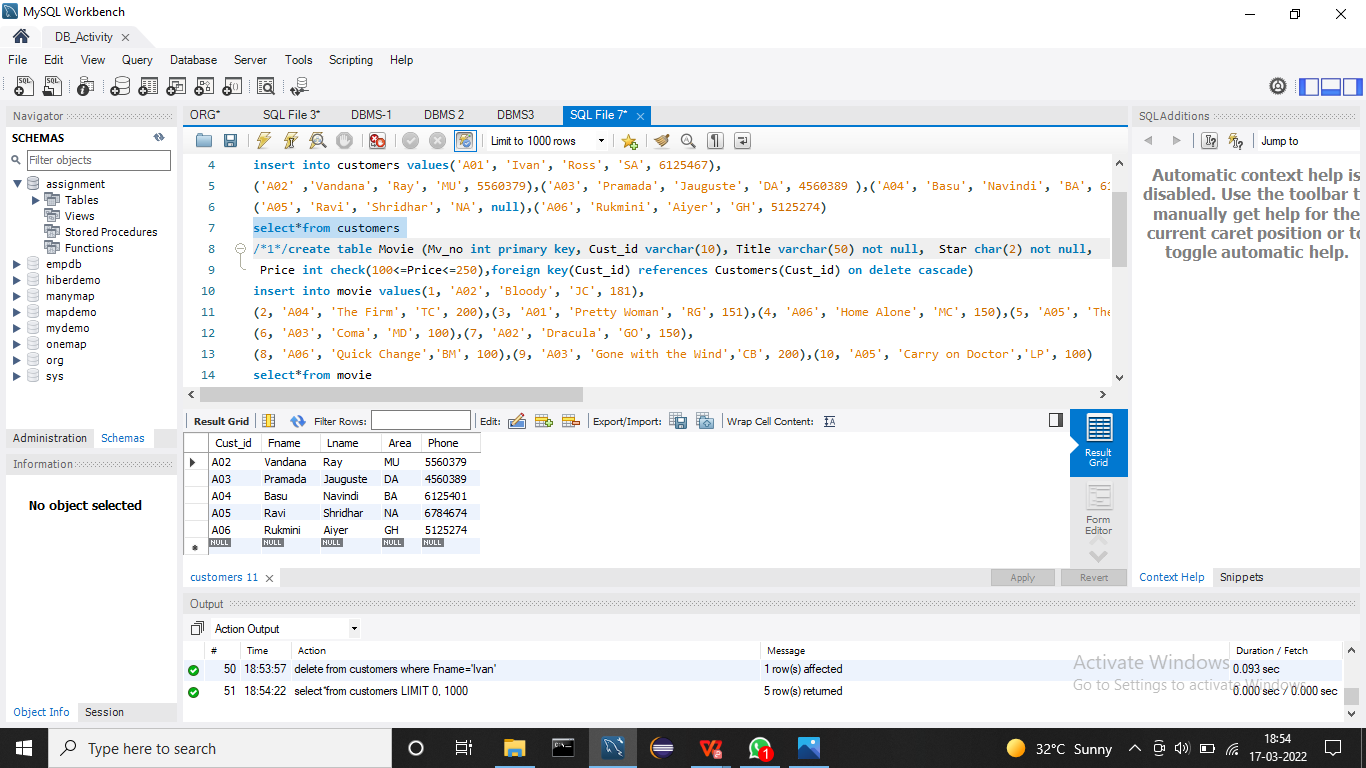 MySQL Workbench
DB_Activity
File Edit View Query Database Server Tools Scripting Help
Navigator
SCHEMAS
Filter objects
assignment
Tables
Views
Stored Procedures
Functions
empdb
hiberdemo
manymap
mapdemo
mydemo
onemap
org
sys
Administration Schemas
Information
No object selected
Object Info Session
ORG* SQL File 3* DBMS-1 DBMS 2 DBMS3 SQL File 7*
Limit to 1000 rows
4 insert into customers values('A01', 'Ivan', 'Ross', 'SA', 6125467),
5 ('A02' ,'Vandana', 'Ray', 'MU', 5560379),('A03', 'Pramada', 'Jauguste', 'DA', 4560389 ),('A04', 'Basu', 'Navindi', 'BA',
6 ('A05', 'Ravi', 'Shridhar', 'NA', null),('A06', 'Rukmini', 'Aiyer', 'GH', 5125274)
7 select*from customers
8 /*1*/create table Movie (Mv_no int primary key, Cust_id varchar(10), Title varchar(50) not null, Star char(2) not null,
9 Price int check(100<=Price<=250),foreign key(Cust_id) references Customers(Cust_id) on delete cascade)
10 insert into movie values(1, 'A02', 'Bloody', 'JC', 181),
11 (2, 'A04', 'The Firm', 'TC', 200),(3, 'A01', 'Pretty Woman', 'RG', 151),(4, 'A06', 'Home Alone', 'MC', 150),(5, 'A05',
12 (6, 'A03', 'Coma', 'MD', 100),(7, 'A02', 'Dracula', 'GO', 150),
13 (8, 'A06', 'Quick Change','BM', 100),(9, 'A03', 'Gone with the Wind','CB', 200),(10, 'A05', 'Carry on Doctor','LP', 100)
14 select*from movie
Result Grid Filter Rows: Edit: Export/Import: Wrap Cell Content:
Cust_id Fname Lname Area Phone
A02 Vandana Ray MU 5560379
A03 Pramada Jauguste DA 4560389
A04 Basu Navindi BA 6125401
A05 Ravi Shridhar NA 6784674
A06 Rukmini Aiyer GH 5125274
NULL NULL NULL NULL NULL
Result
Grid
Form
Editor
customers 11 Apply Revert
Output
Action Output
# Time Action Message Duration / Fetch
50 18:53:57 delete from customers where Fname='Ivan' 1 row(s) affected 0.093 sec
51 18:54:22 select*from customers LIMIT 0, 1000 5 row(s) returned 0.000 sec / 0.000 sec
SQLAdditions
Jump to
Automatic context help is
disabled. Use the toolbar
manually get help for the
current caret position or to
toggle automatic help.
Context Help Snippets
Activate Windows
Go to Settings to activate Windows.
Type here to search
1
32°C Sunny
18:54
17-03-2022